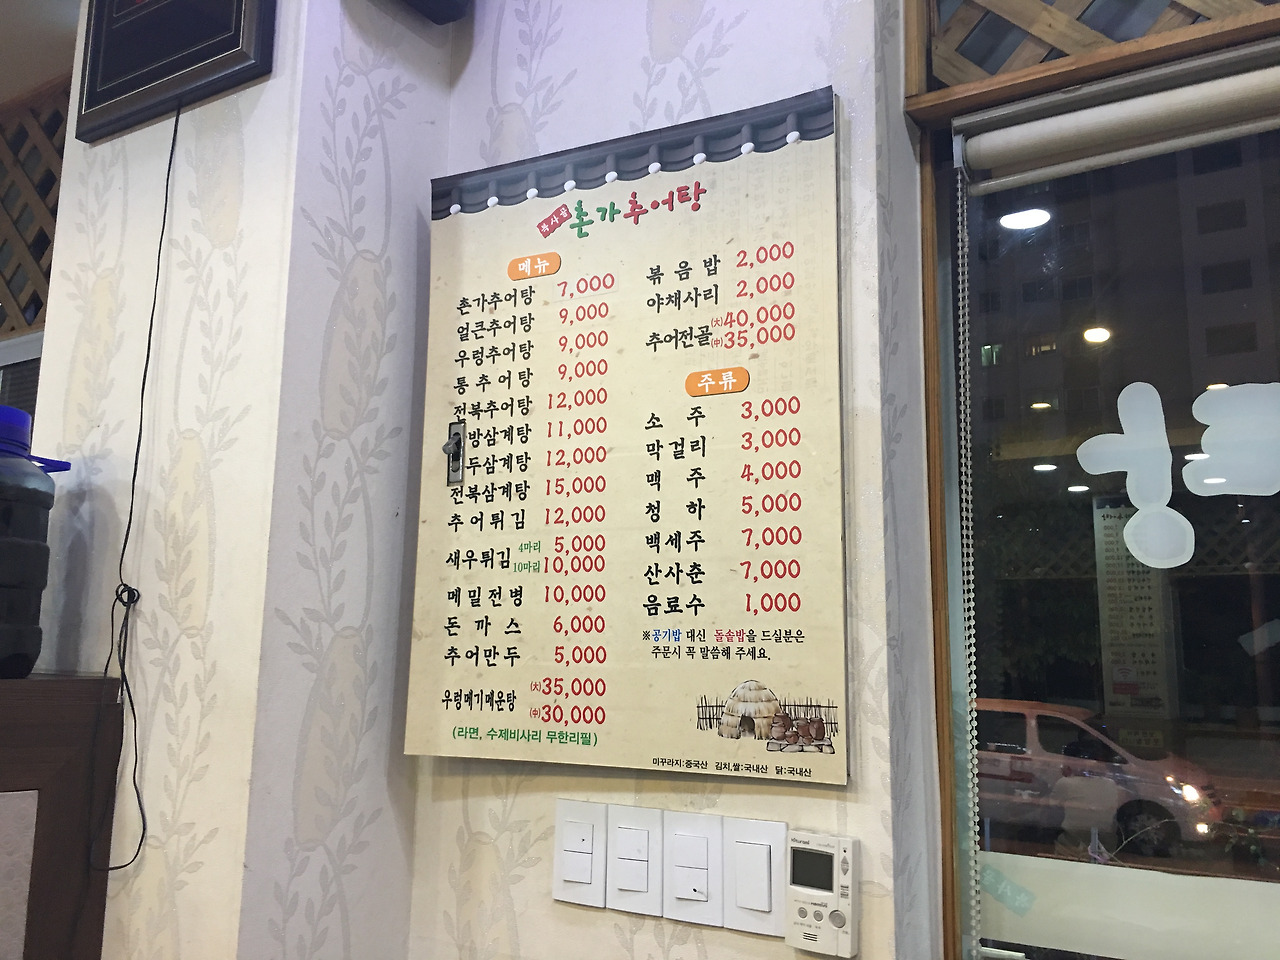 촌가추어탕
메뉴
촌가추어탕 7,000
얼큰추어탕 9,000
우렁추어탕 9,000
통추어탕 9,000
전복추어탕 12,000
방삼계탕 11,000
두삼계탕 12,000
전복삼계탕 15,000
추어튀김 12,000
새우튀김 4마리 5,000
10마리 10,000
메밀전병 10,000
돈까스 6,000
추어만두 5,000
우렁메기매운탕 (大) 35,000
(中) 30,000
(라면, 수제비사리 무한리필)
볶음밥 2,000
야채사리 2,000
추어전골 (大) 40,000
(中) 35,000
주류
소주 3,000
막걸리 3,000
맥주 4,000
청하 5,000
백세주 7,000
산사춘 7,000
음료수 1,000
※공기밥 대신 돌솥밥을 드실분은
주문시 꼭 말씀해 주세요.
미꾸라지:중국산 김치,쌀:국내산 닭:국내산